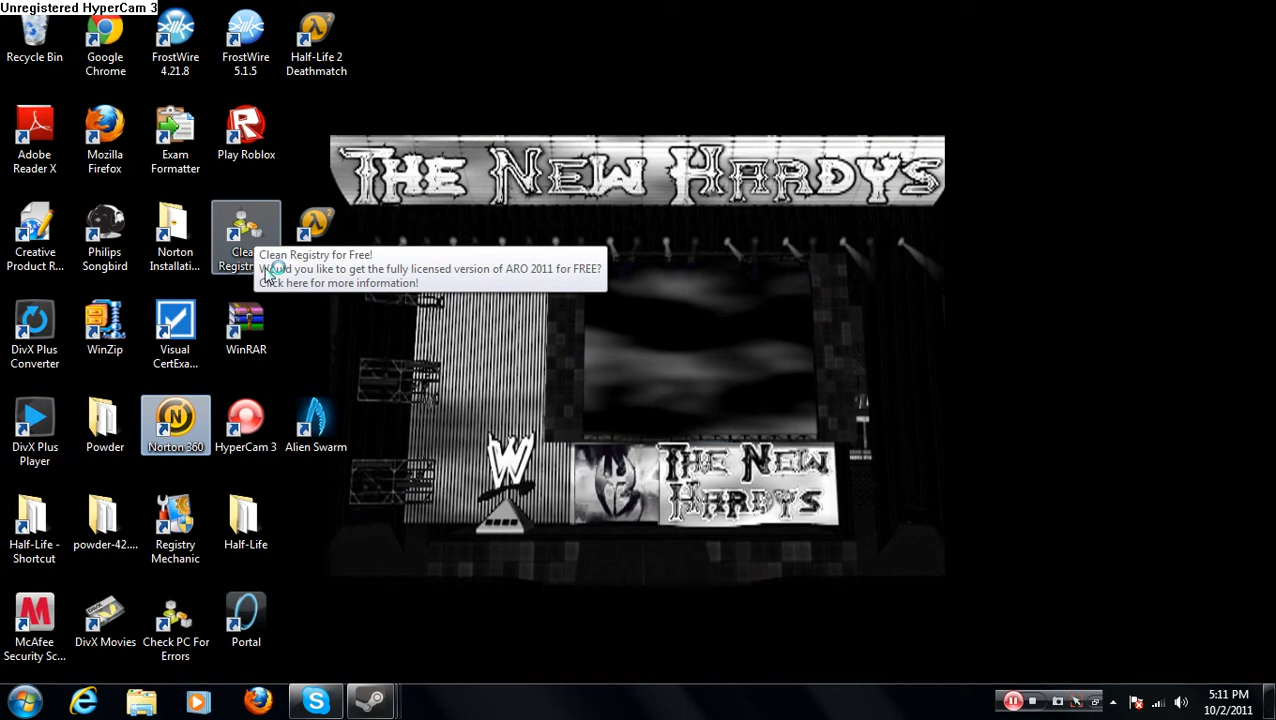 Unregistered HyperCam 3
Recycle Bin
Google
Chrome
FrostWire
4.21.8
FrostWire
5.1.5
Half-Life 2
Deathmatch
Adobe
Reader X
Mozilla
Firefox
Exam
Formatter
Play Roblox
THE NEW HARDYS
Creative
Product R...
Philips
Songbird
Norton
Installati...
Clean Registry for Free!
Would you like to get the fully licensed version of ARO 2011 for FREE?
Click here for more information!
DivX Plus
Converter
WinZip
Visual
CertExa...
WinRAR
DivX Plus
Player
Powder
Norton 360
HyperCam 3
Alien Swarm
THE NEW
HARDYS
Half-Life -
Shortcut
powder-42....
Registry
Mechanic
Half-Life
McAfee
Security Sc...
DivX Movies
Check PC For
Errors
Portal
5:11 PM
10/2/2011